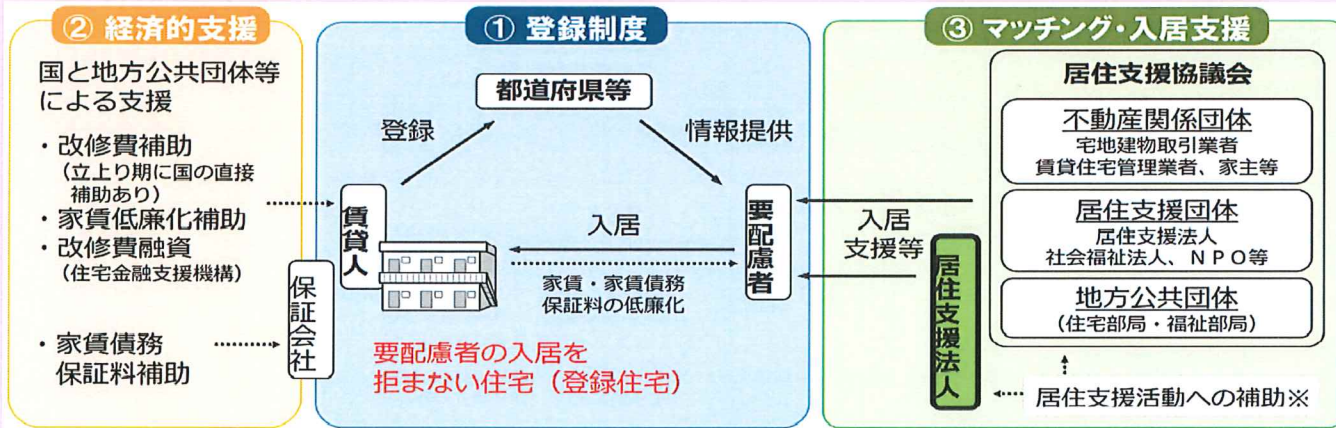 ② 経済的支援
国と地方公共団体等
による支援
・改修費補助
(立上り期に国の直接
補助あり)
・家賃低廉化補助
・改修費融資
(住宅金融支援機構)
・家賃債務
保証料補助
保証会社
① 登録制度
都道府県等
登録
情報提供
賃貸人
要配慮者
入居
家賃・家賃債務
保証料の低廉化
要配慮者の入居を
拒まない住宅（登録住宅）
③ マッチング・入居支援
居住支援協議会
不動産関係団体
宅地建物取引業者
賃貸住宅管理業者、家主等
居住支援団体
居住支援法人
社会福祉法人、ＮＰＯ等
地方公共団体
(住宅部局・福祉部局)
入居
支援等
居住支援法人
居住支援活動への補助※